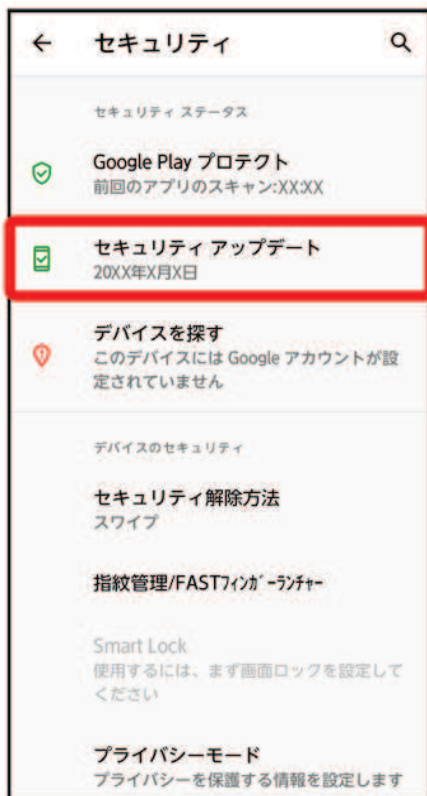 セキュリティ
セキュリティ ステータス
Google Play プロテクト
前回のアプリのスキャン:XX:XX
セキュリティ アップデート
20XX年X月X日
デバイスを探す
このデバイスには Google アカウントが設
定されていません
デバイスのセキュリティ
セキュリティ解除方法
スワイプ
指紋管理/FASTフィンガーランチャー
Smart Lock
使用するには、まず画面ロックを設定して
ください
プライバシーモード
プライバシーを保護する情報を設定します